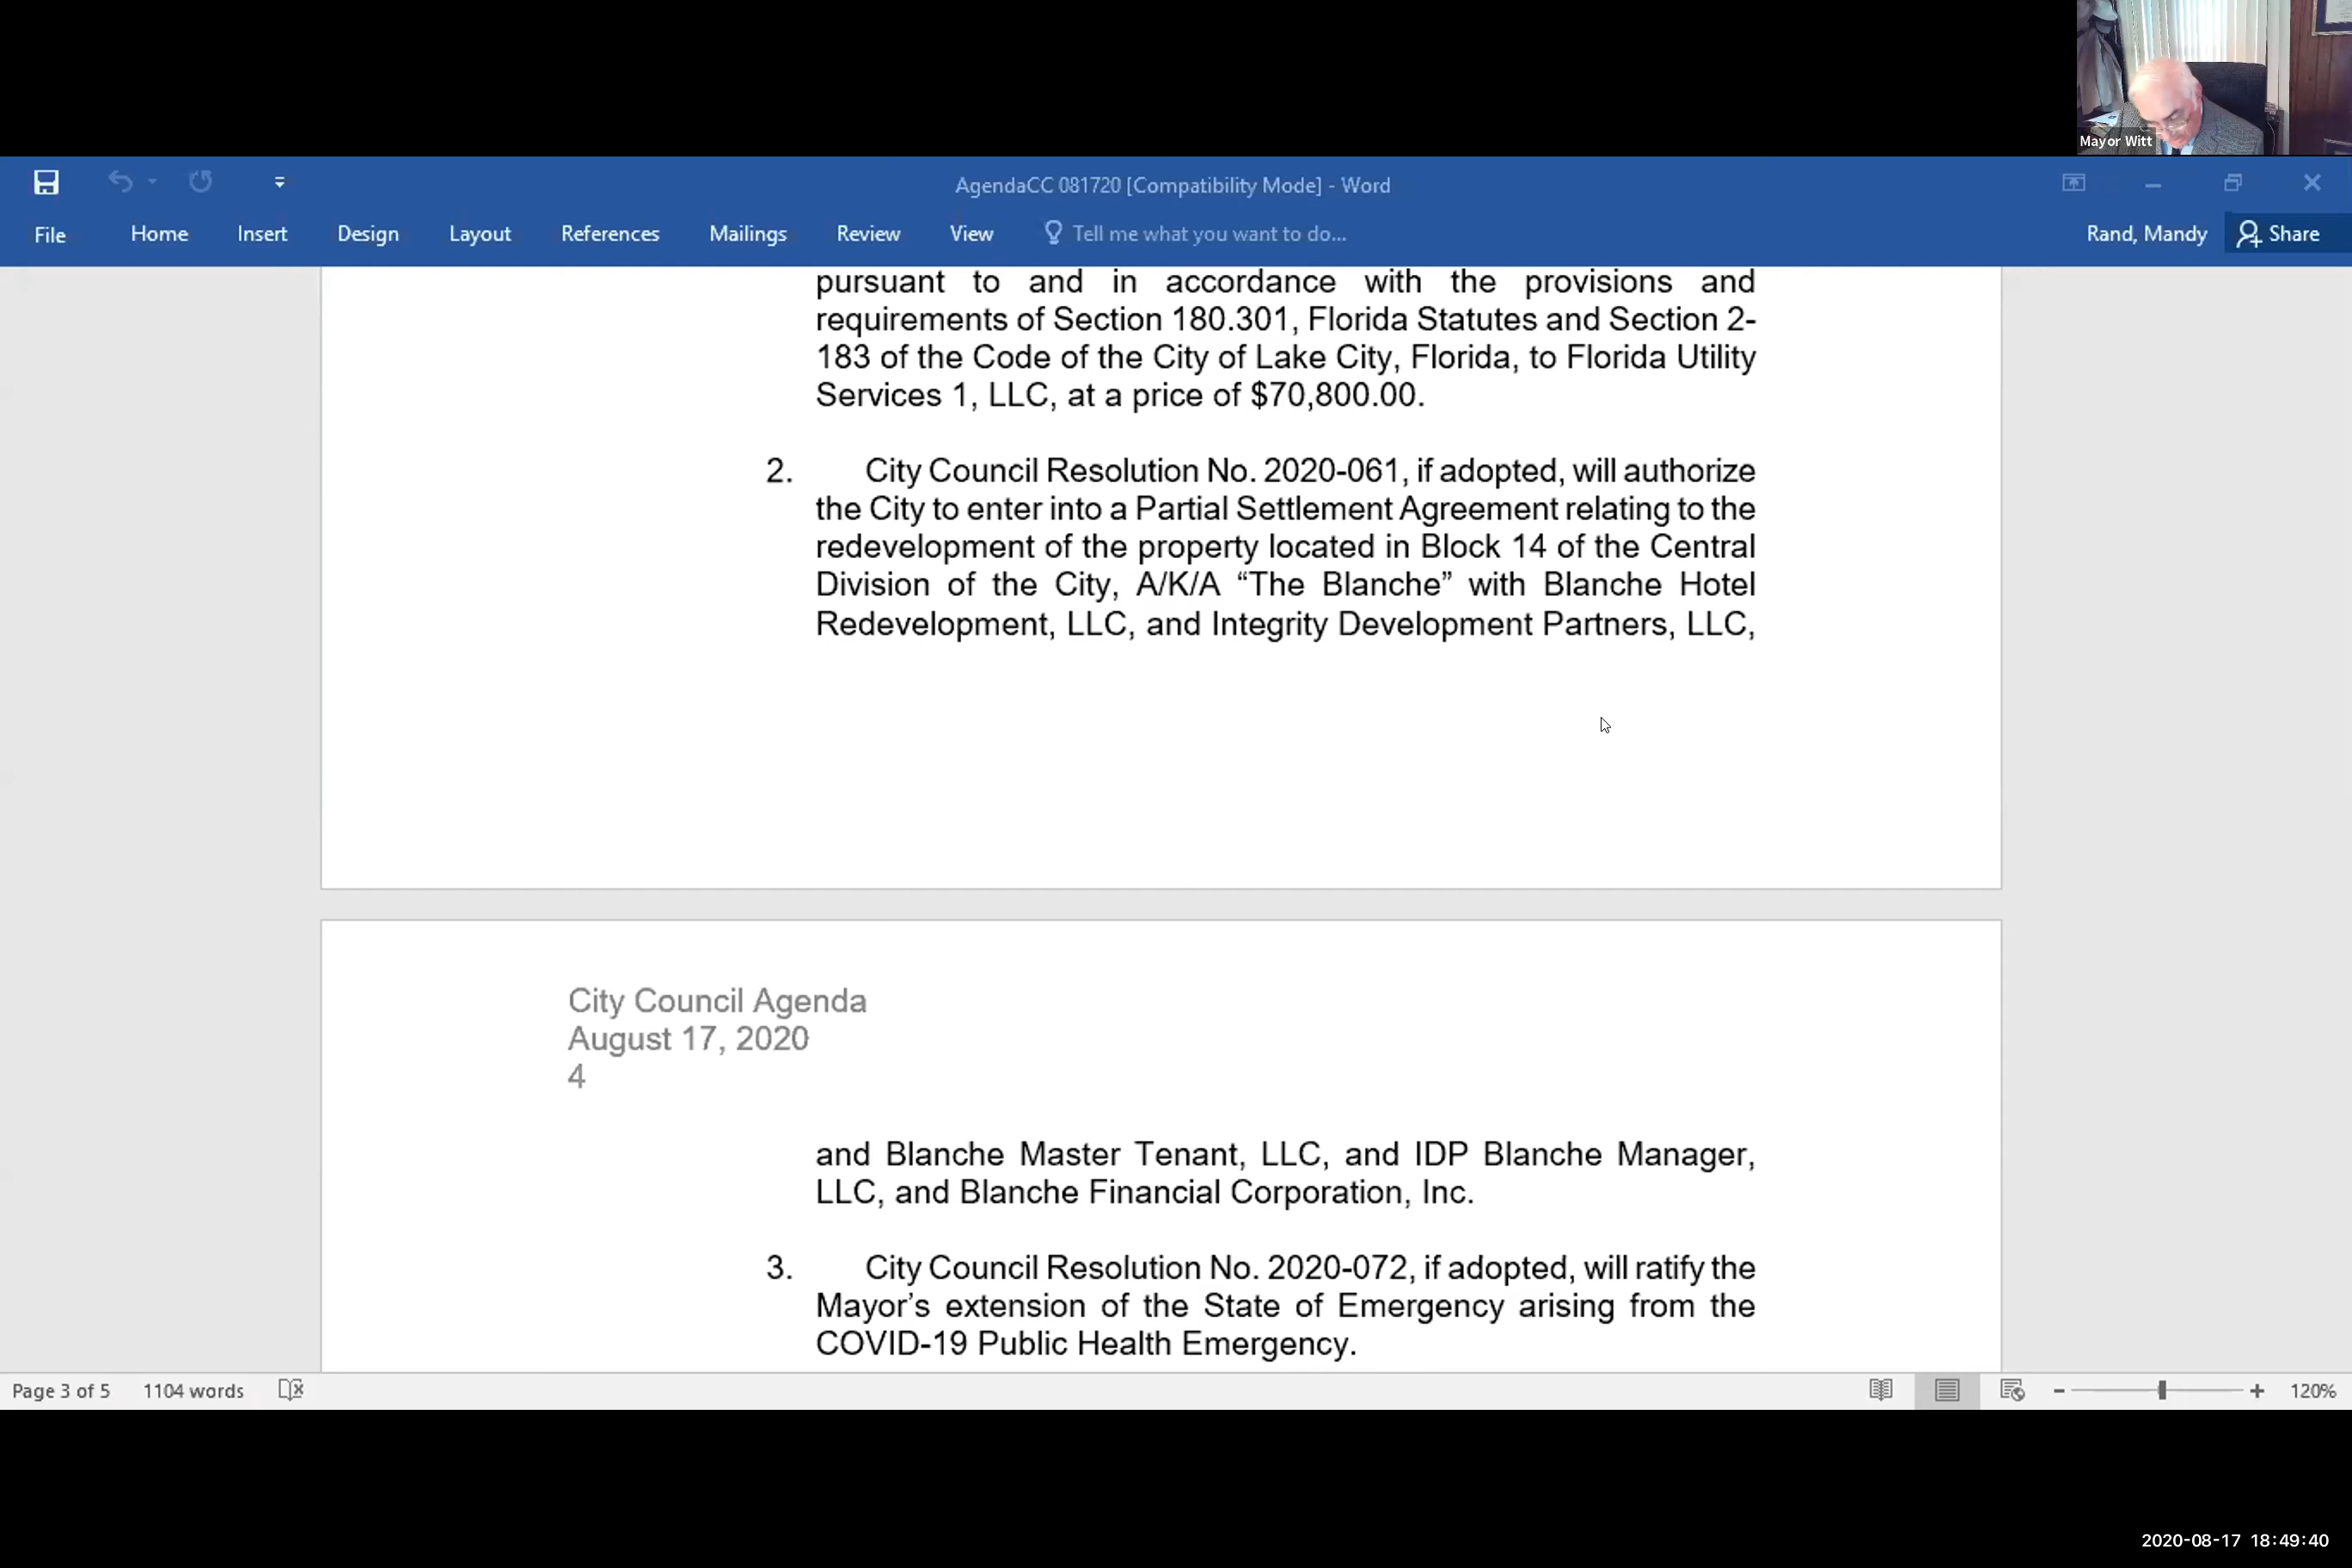 Mayor Witt
AgendaCC 081720 [Compatibility Mode] - Word
File Home Insert Design Layout References Mailings Review View Tell me what you want to do... Rand, Mandy Share
pursuant to and in accordance with the provisions and
requirements of Section 180.301, Florida Statutes and Section 2-
183 of the Code of the City of Lake City, Florida, to Florida Utility
Services 1, LLC, at a price of $70,800.00.
2. City Council Resolution No. 2020-061, if adopted, will authorize
the City to enter into a Partial Settlement Agreement relating to the
redevelopment of the property located in Block 14 of the Central
Division of the City, A/K/A “The Blanche” with Blanche Hotel
Redevelopment, LLC, and Integrity Development Partners, LLC,
City Council Agenda
August 17, 2020
4
and Blanche Master Tenant, LLC, and IDP Blanche Manager,
LLC, and Blanche Financial Corporation, Inc.
3. City Council Resolution No. 2020-072, if adopted, will ratify the
Mayor’s extension of the State of Emergency arising from the
COVID-19 Public Health Emergency.
Page 3 of 5 1104 words 120%
2020-08-17 18:49:40